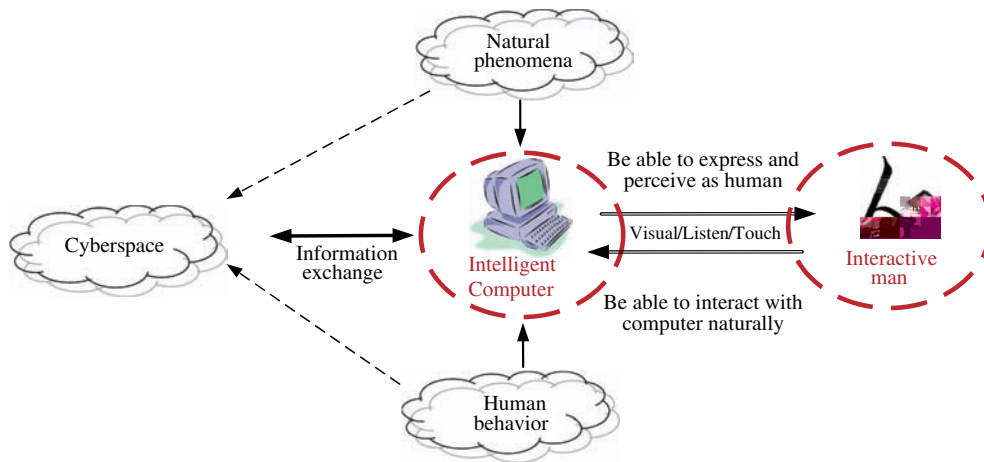 Natural
phenomena
Be able to express and
perceive as human
Cyberspace
Information
exchange
Visual/Listen/Touch
Intelligent
Computer
Interactive
man
Be able to interact with
computer naturally
Human
behavior